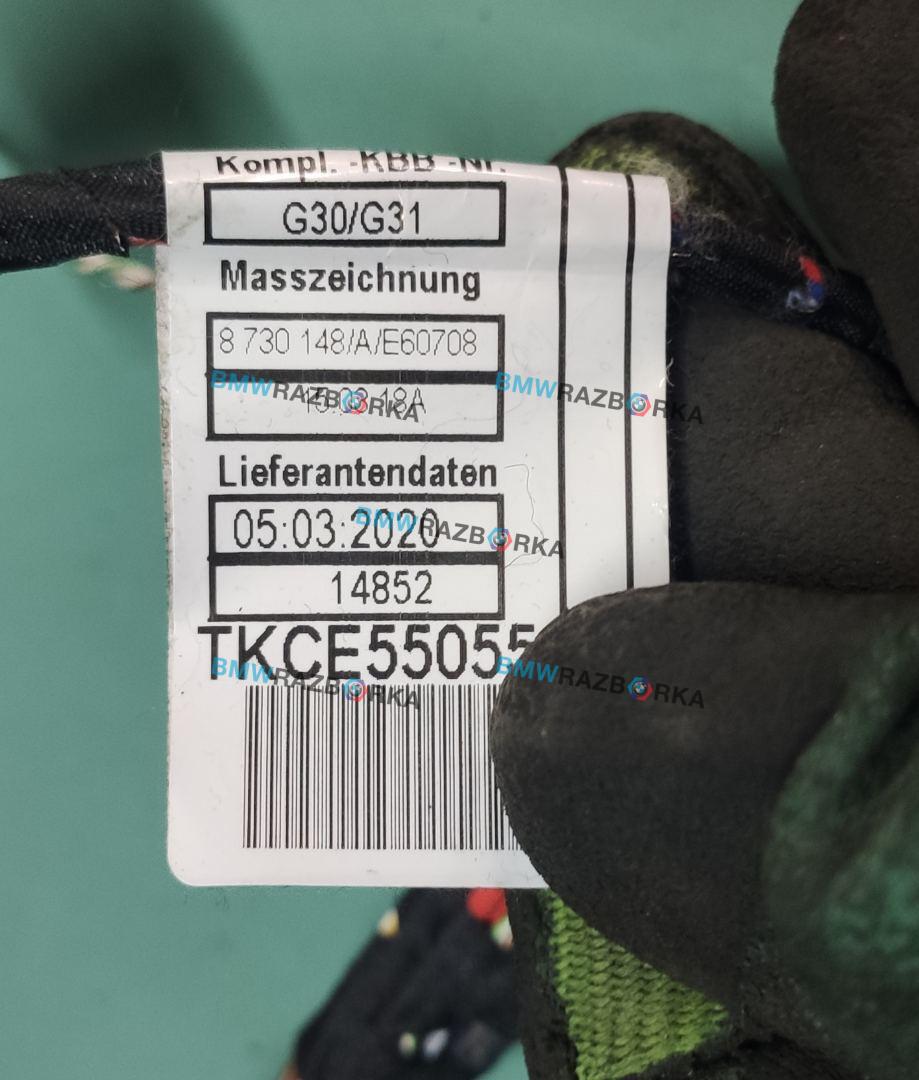 Kompl. -KBB -Nr.
G30/G31
Masszeichnung
8 730 148/A/E60708
BMWRAZBORKA
BMWRAZBORKA
Lieferantendaten
05:03:2020
BMWRAZBORKA
14852
TKCE55055
BMWRAZBORKA
BMWRAZBORKA